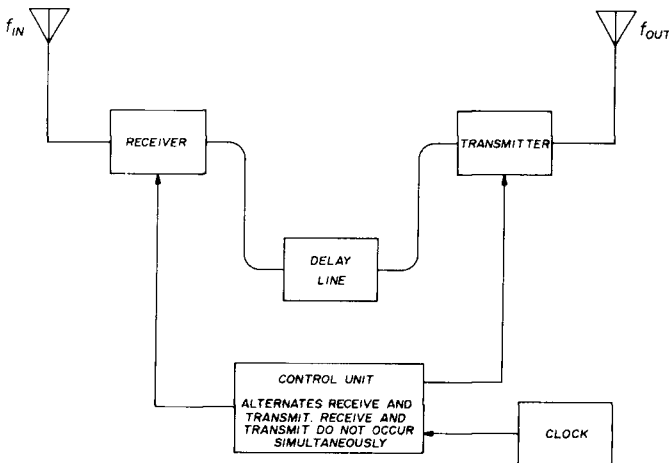 f_IN
f_OUT
RECEIVER
TRANSMITTER
DELAY
LINE
CONTROL UNIT
ALTERNATES RECEIVE AND
TRANSMIT. RECEIVE AND
TRANSMIT DO NOT OCCUR
SIMULTANEOUSLY
CLOCK